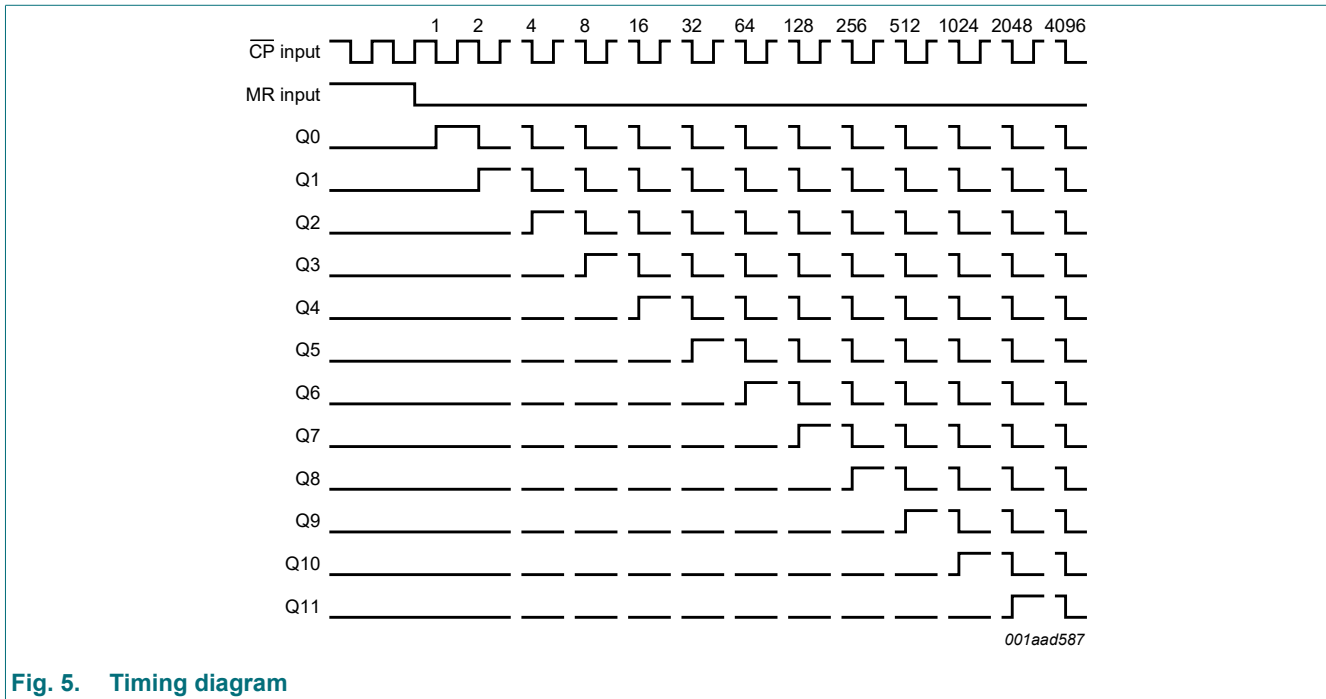 1 2 4 8 16 32 64 128 256 512 1024 2048 4096
CP input
MR input
Q0
Q1
Q2
Q3
Q4
Q5
Q6
Q7
Q8
Q9
Q10
Q11
001aad587
Fig. 5. Timing diagram